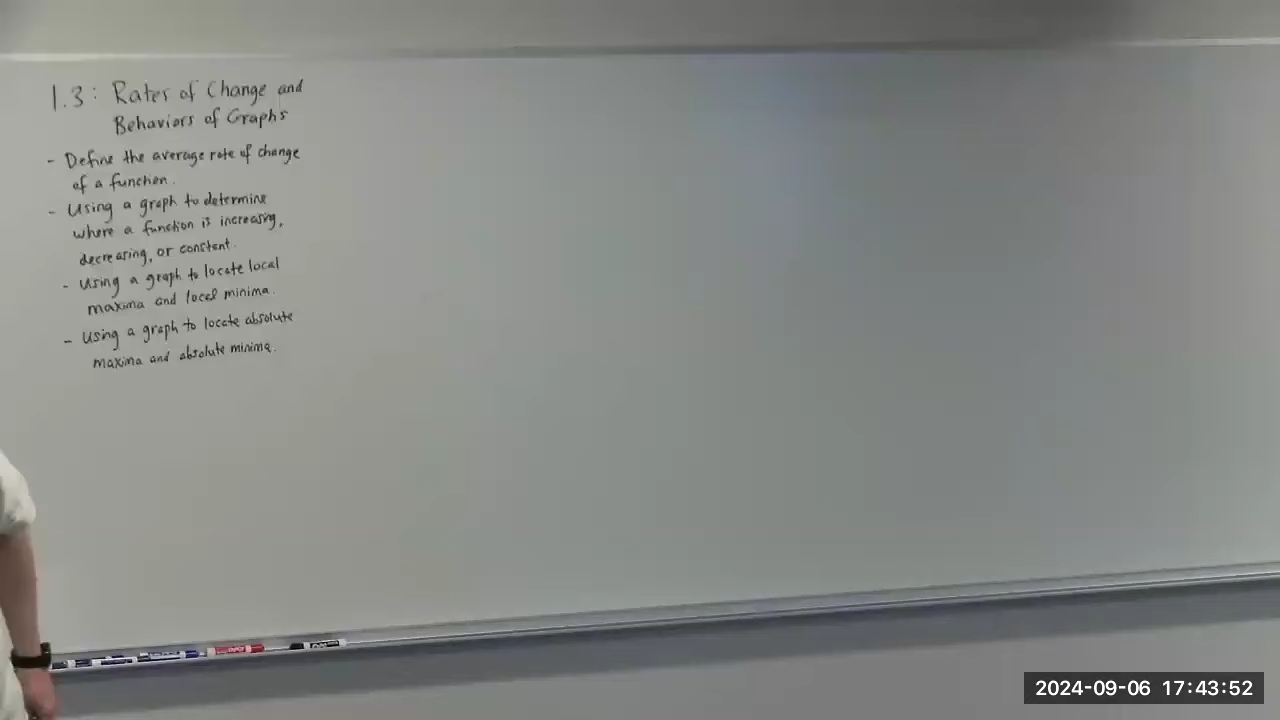 1.3: Rates of Change and
Behaviors of Graphs
- Define the average rate of change
of a function.
- Using a graph to determine
where a function is increasing,
decreasing, or constant.
- Using a graph to locate local
maxima and local minima.
- Using a graph to locate absolute
maxima and absolute minima.
2024-09-06 17:43:52